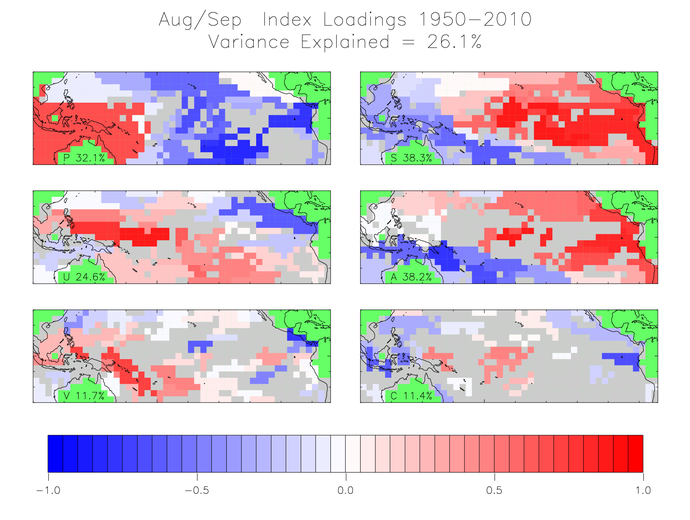 Aug/Sep Index Loadings 1950-2010
Variance Explained = 26.1%
P 32.1%
S 38.3%
U 24.6%
A 38.2%
V 11.7%
C 11.4%
-1.0 -0.5 0.0 0.5 1.0